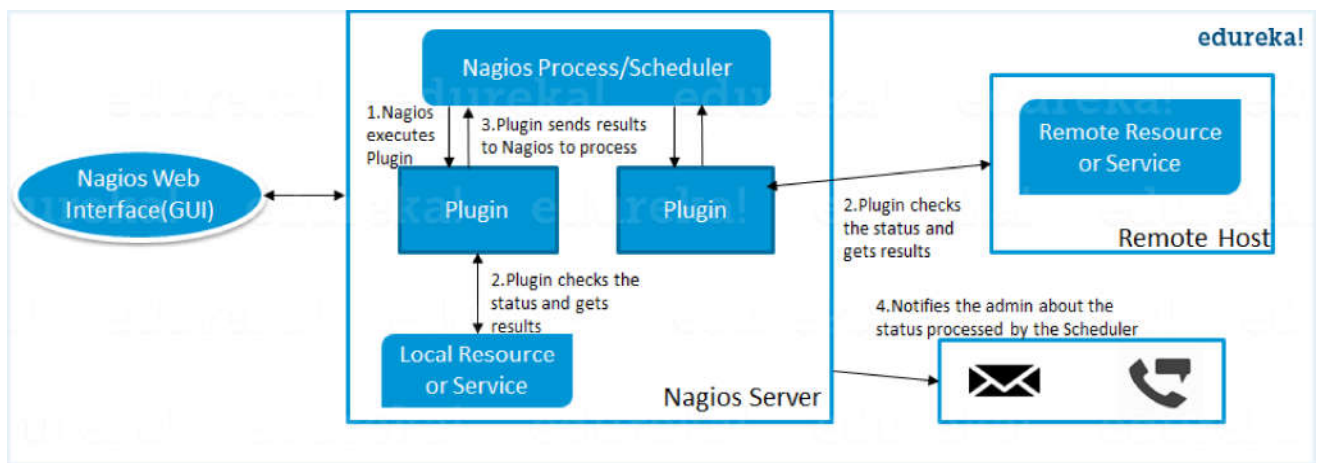 edureka!
Nagios Process/Scheduler
1.Nagios
executes
Plugin
3.Plugin sends results
to Nagios to process
Remote Resource
or Service
Nagios Web
Interface(GUI)
Plugin
Plugin
2.Plugin checks
the status and
gets results
Remote Host
2.Plugin checks the
status and gets
results
4.Notifies the admin about the
status processed by the Scheduler
Local Resource
or Service
Nagios Server